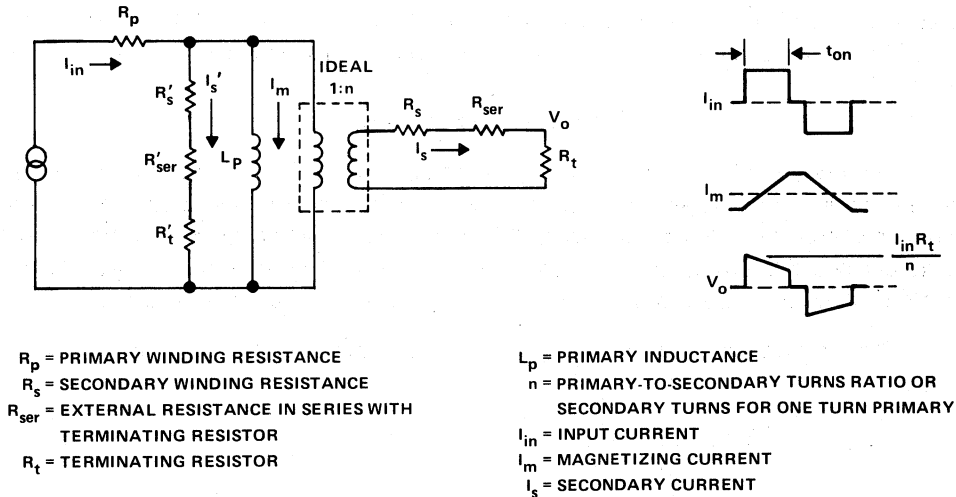 Rp
Iin
R's
Is'
R'ser
Lp
R't
Im
IDEAL
1:n
Rs
Rser
Is
Vo
Rt
ton
Iin
Im
Vo
IinRt
n
Rp = PRIMARY WINDING RESISTANCE
Rs = SECONDARY WINDING RESISTANCE
Rser = EXTERNAL RESISTANCE IN SERIES WITH
TERMINATING RESISTOR
Rt = TERMINATING RESISTOR
Lp = PRIMARY INDUCTANCE
n = PRIMARY-TO-SECONDARY TURNS RATIO OR
SECONDARY TURNS FOR ONE TURN PRIMARY
Iin = INPUT CURRENT
Im = MAGNETIZING CURRENT
Is = SECONDARY CURRENT